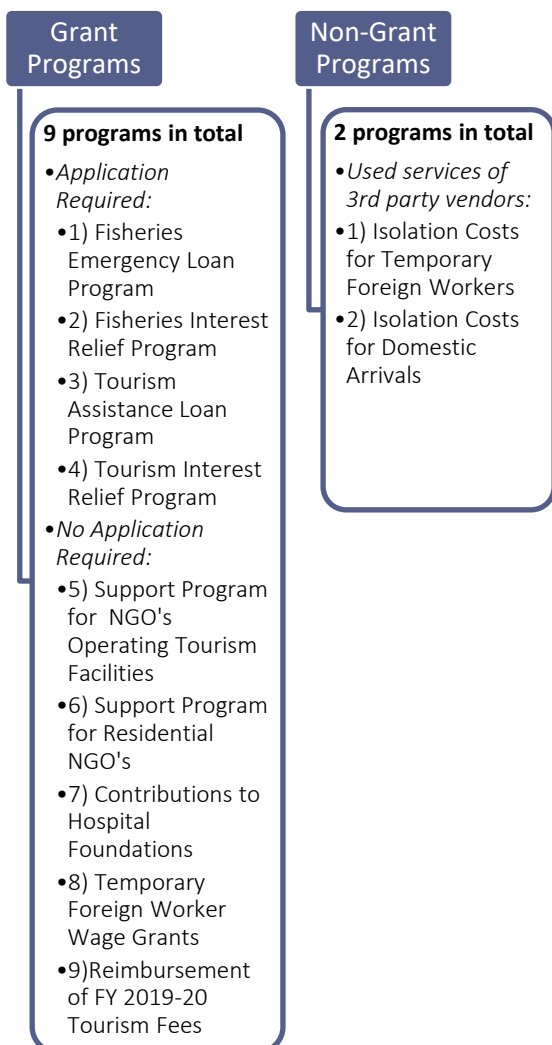 Grant
Programs
9 programs in total
•Application
Required:
•1) Fisheries
Emergency Loan
Program
•2) Fisheries Interest
Relief Program
•3) Tourism
Assistance Loan
Program
•4) Tourism Interest
Relief Program
•No Application
Required:
•5) Support Program
for NGO's
Operating Tourism
Facilities
•6) Support Program
for Residential
NGO's
•7) Contributions to
Hospital
Foundations
•8) Temporary
Foreign Worker
Wage Grants
•9)Reimbursement
of FY 2019-20
Tourism Fees
Non-Grant
Programs
2 programs in total
•Used services of
3rd party vendors:
•1) Isolation Costs
for Temporary
Foreign Workers
•2) Isolation Costs
for Domestic
Arrivals